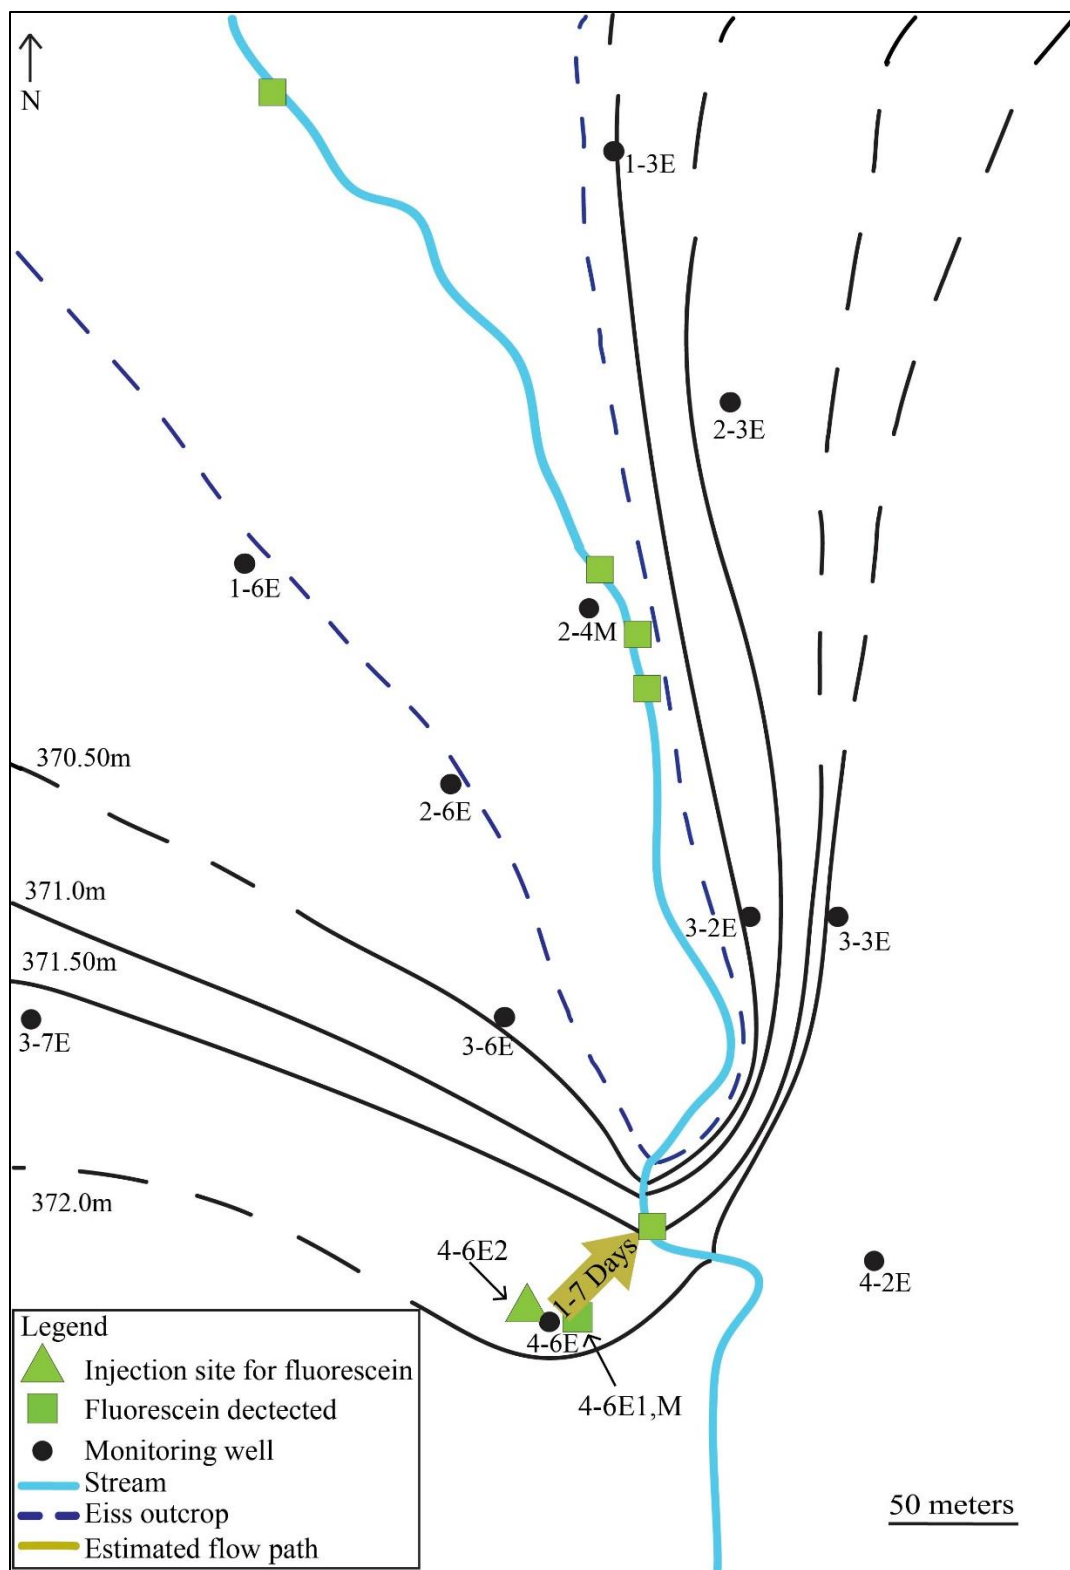 N
1-3E
2-3E
1-6E
2-4M
370.50m
2-6E
371.0m
3-2E
3-3E
371.50m
3-7E
3-6E
372.0m
4-6E2
1-7 Days
4-2E
4-6E
4-6E1,M
Legend
Injection site for fluorescein
Fluorescein dectected
Monitoring well
Stream
Eiss outcrop
Estimated flow path
50 meters